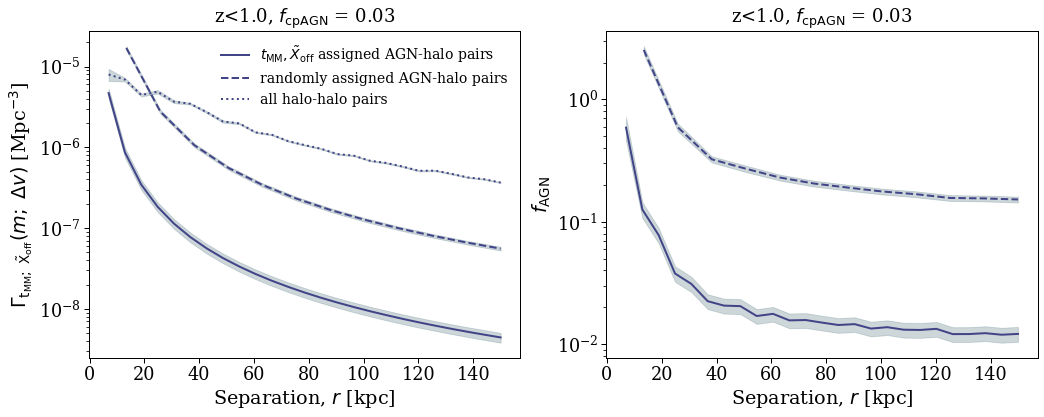 z<1.0, f_cpAGN = 0.03
t_MM, X̃_off assigned AGN-halo pairs
randomly assigned AGN-halo pairs
all halo-halo pairs
Γ_t_MM; X̃_off (m; Δv) [Mpc⁻³]
10⁻⁵
10⁻⁶
10⁻⁷
10⁻⁸
0 20 40 60 80 100 120 140
Separation, r [kpc]
z<1.0, f_cpAGN = 0.03
f_AGN
10⁰
10⁻¹
10⁻²
0 20 40 60 80 100 120 140
Separation, r [kpc]